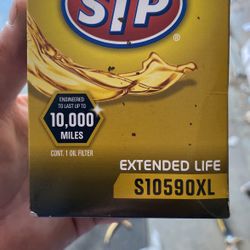 STP
®
ENGINEERED
TO LAST UP TO
10,000
MILES
CONT. 1 OIL FILTER
EXTENDED LIFE
S10590XL